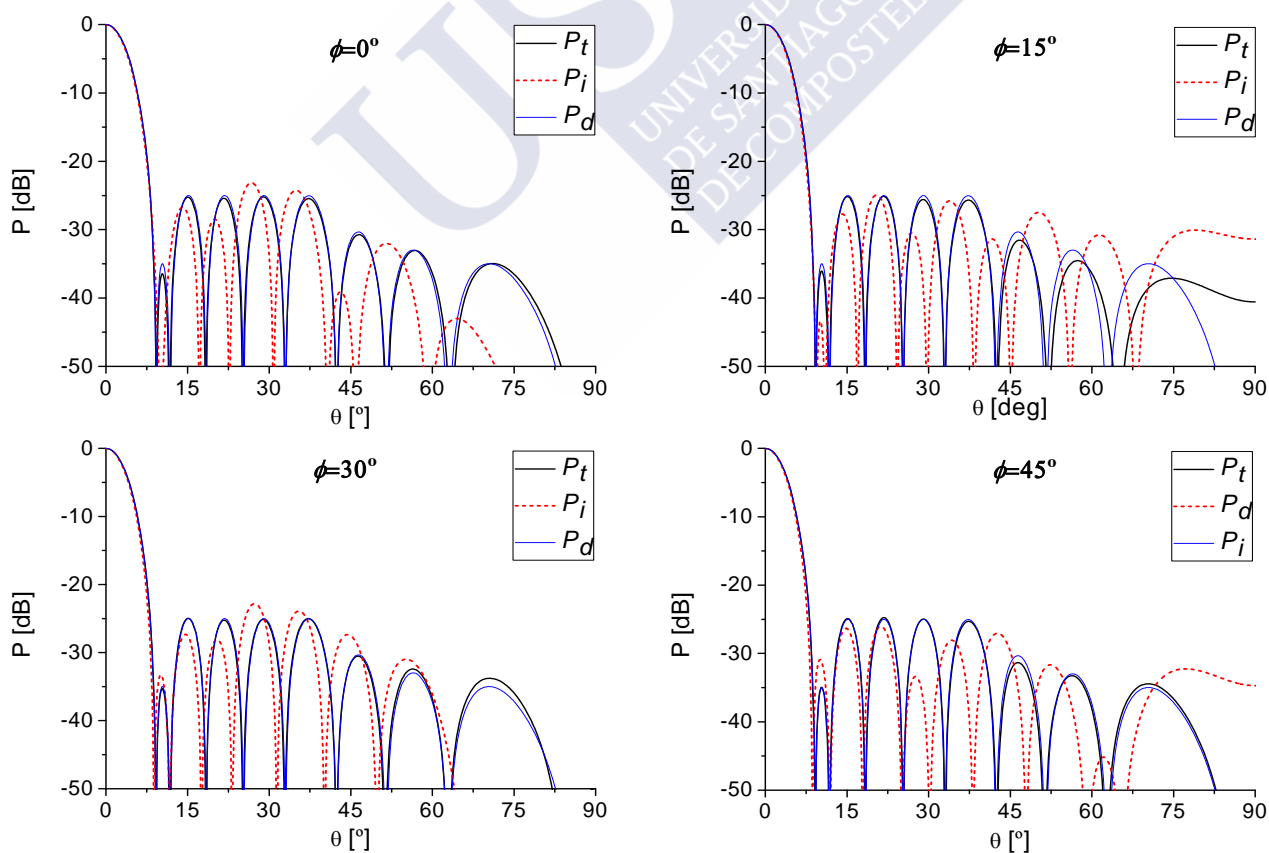 ϕ=0º
P_t
P_i
P_d
P [dB]
0
-10
-20
-30
-40
-50
0 15 30 45 60 75 90
θ [º]
ϕ=15º
P_t
P_i
P_d
P [dB]
0
-10
-20
-30
-40
-50
0 15 30 45 60 75 90
θ [deg]
ϕ=30º
P_t
P_i
P_d
P [dB]
0
-10
-20
-30
-40
-50
0 15 30 45 60 75 90
θ [º]
ϕ=45º
P_t
P_d
P_i
P [dB]
0
-10
-20
-30
-40
-50
0 15 30 45 60 75 90
θ [º]
DE SANTIAGO